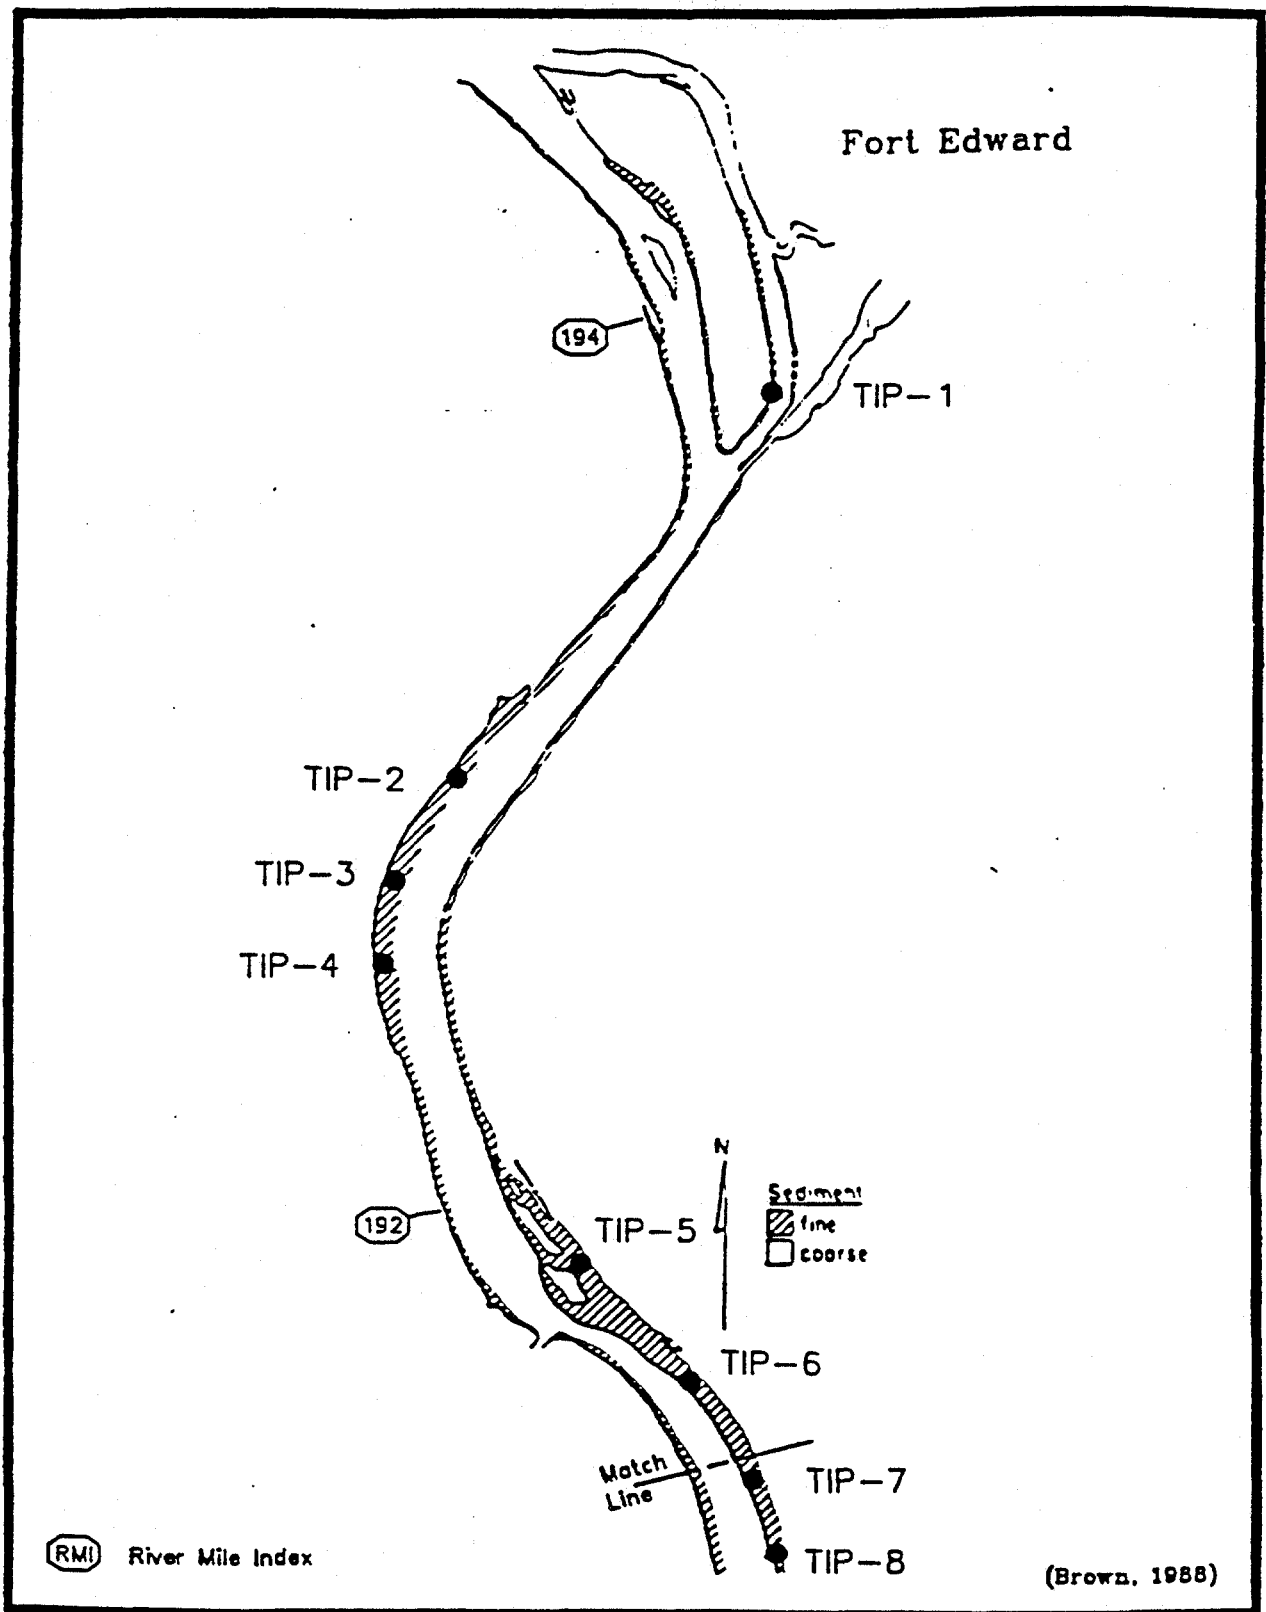 Fort Edward
194
TIP-1
TIP-2
TIP-3
TIP-4
N
Sediment
fine
coarse
192
TIP-5
TIP-6
Match
Line
TIP-7
TIP-8
RMI River Mile Index
(Brown, 1988)